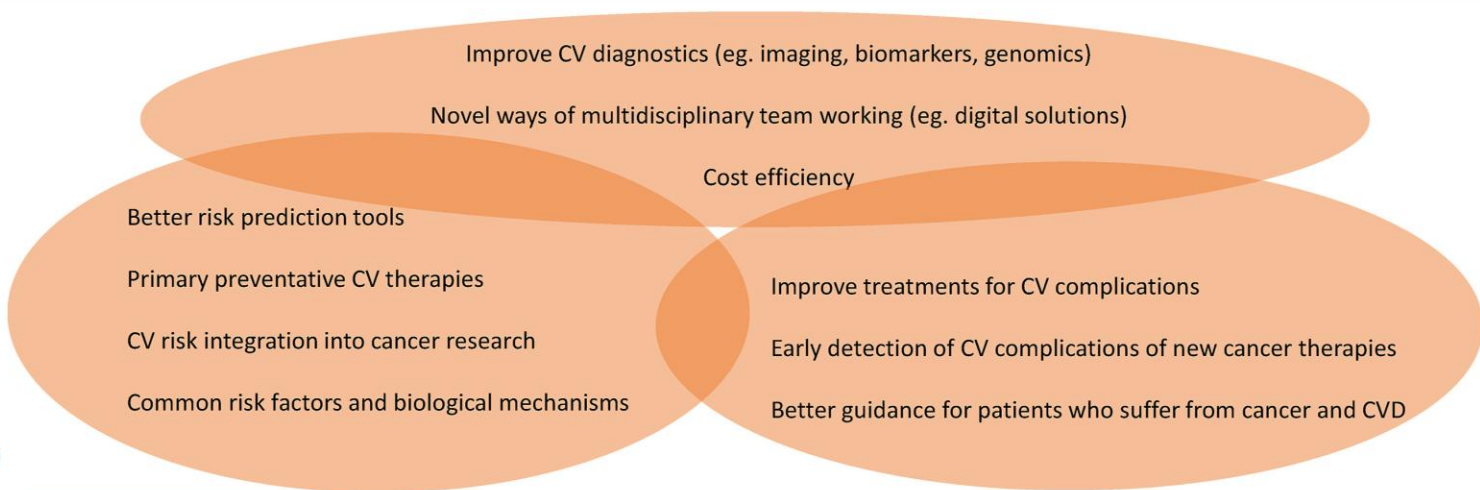 Improve CV diagnostics (eg. imaging, biomarkers, genomics)
Novel ways of multidisciplinary team working (eg. digital solutions)
Cost efficiency
Better risk prediction tools
Primary preventative CV therapies
CV risk integration into cancer research
Common risk factors and biological mechanisms
Improve treatments for CV complications
Early detection of CV complications of new cancer therapies
Better guidance for patients who suffer from cancer and CVD